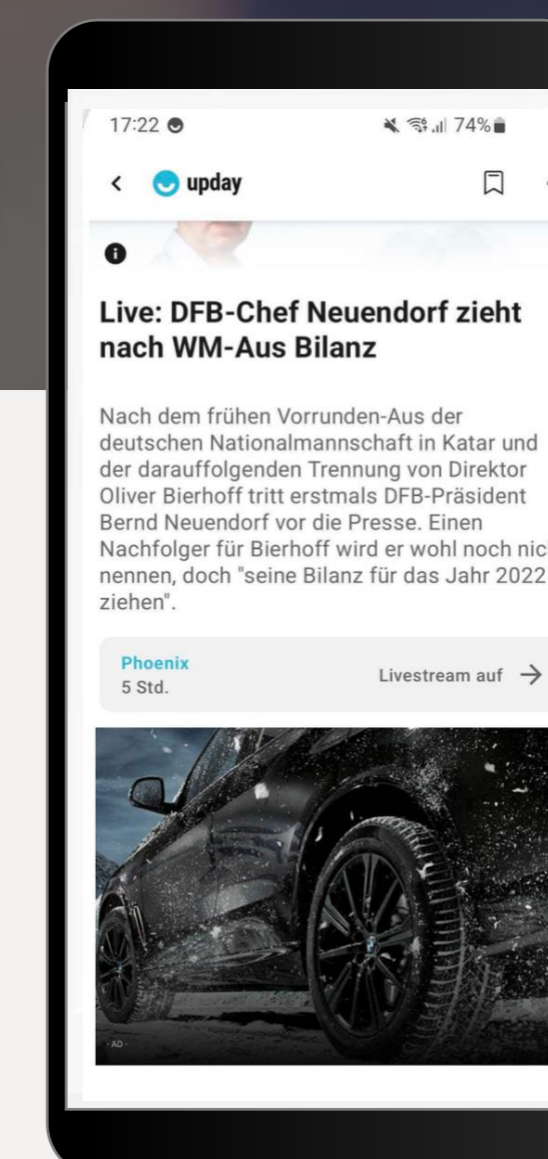 17:22 74%
upday
Live: DFB-Chef Neuendorf zieht
nach WM-Aus Bilanz
Nach dem frühen Vorrunden-Aus der
deutschen Nationalmannschaft in Katar und
der darauffolgenden Trennung von Direktor
Oliver Bierhoff tritt erstmals DFB-Präsident
Bernd Neuendorf vor die Presse. Einen
Nachfolger für Bierhoff wird er wohl noch nic
nennen, doch "seine Bilanz für das Jahr 2022
ziehen".
Phoenix
5 Std.
Livestream auf →
- AD -